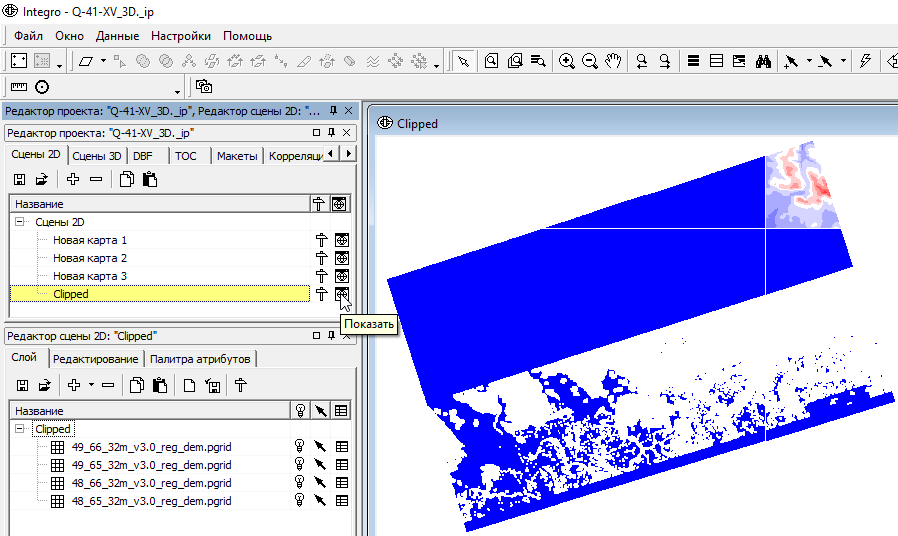 Integro - Q-41-XV_3D._ip
Файл Окно Данные Настройки Помощь
Редактор проекта: "Q-41-XV_3D._ip", Редактор сцены 2D: "...
Редактор проекта: "Q-41-XV_3D._ip"
Сцены 2D Сцены 3D DBF ТОС Макеты Корреляци
Название
Сцены 2D
Новая карта 1
Новая карта 2
Новая карта 3
Clipped
Показать
Редактор сцены 2D: "Clipped"
Слой Редактирование Палитра атрибутов
Название
Clipped
49_66_32m_v3.0_reg_dem.pgrid
49_65_32m_v3.0_reg_dem.pgrid
48_66_32m_v3.0_reg_dem.pgrid
48_65_32m_v3.0_reg_dem.pgrid
Clipped